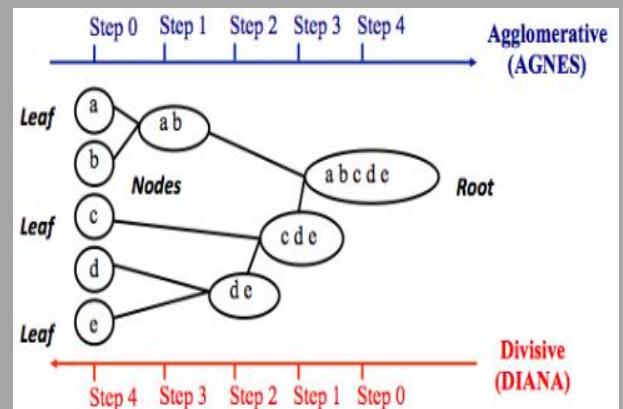 Step 0 Step 1 Step 2 Step 3 Step 4
Agglomerative
(AGNES)
Leaf
a
a b
b
Nodes
a b c d e
Root
Leaf
c
c d e
d
d e
Leaf
e
Divisive
(DIANA)
Step 4 Step 3 Step 2 Step 1 Step 0